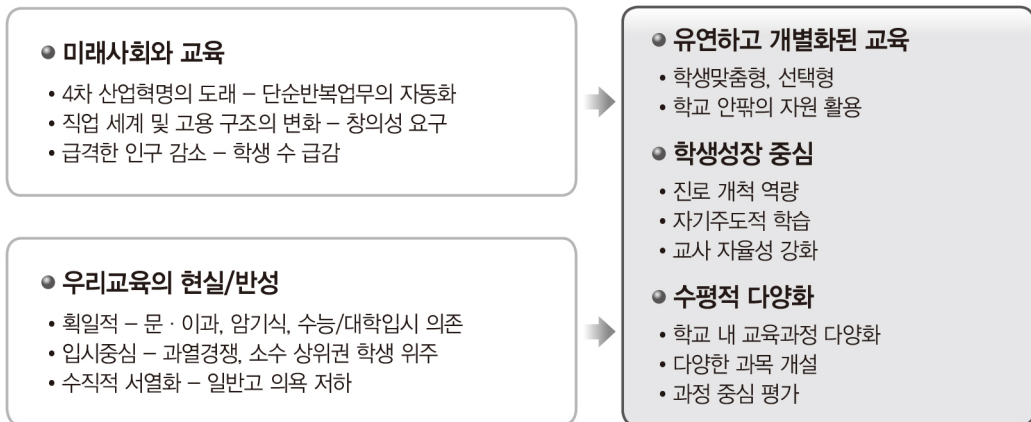 미래사회와 교육
• 4차 산업혁명의 도래 – 단순반복업무의 자동화
• 직업 세계 및 고용 구조의 변화 – 창의성 요구
• 급격한 인구 감소 – 학생 수 급감
우리교육의 현실/반성
• 획일적 – 문 · 이과, 암기식, 수능/대학입시 의존
• 입시중심 – 과열경쟁, 소수 상위권 학생 위주
• 수직적 서열화 – 일반고 의욕 저하
유연하고 개별화된 교육
• 학생맞춤형, 선택형
• 학교 안팎의 자원 활용
학생성장 중심
• 진로 개척 역량
• 자기주도적 학습
• 교사 자율성 강화
수평적 다양화
• 학교 내 교육과정 다양화
• 다양한 과목 개설
• 과정 중심 평가